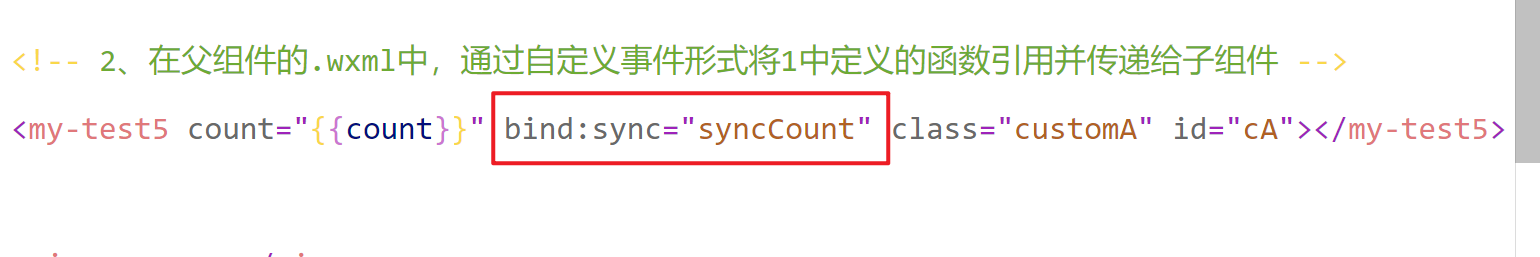 <!-- 2、在父组件的.wxml中，通过自定义事件形式将1中定义的函数引用并传递给子组件 -->
<my-test5 count="{{count}}" bind:sync="syncCount" class="customA" id="cA"></my-test5>